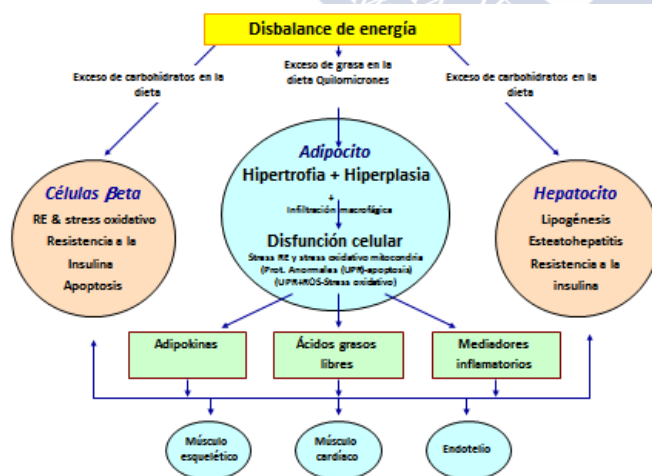 Disbalance de energía
Exceso de carbohidratos en la
dieta
Exceso de grasa en la
dieta Quilomicrones
Exceso de carbohidratos en la
dieta
Células βeta
RE & stress oxidativo
Resistencia a la
Insulina
Apoptosis
Adipocito
Hipertrofia + Hiperplasia
+
Infiltración macrofágica
Disfunción celular
Stress RE y stress oxidativo mitocondria
(Prot. Anormales (UPR)-apoptosis)
(UPR+ROS-Stress oxidativo)
Hepatocito
Lipogénesis
Esteatohepatitis
Resistencia a la
insulina
Adipokinas
Ácidos grasos
libres
Mediadores
inflamatorios
Músculo
esquelético
Músculo
cardíaco
Endotelio